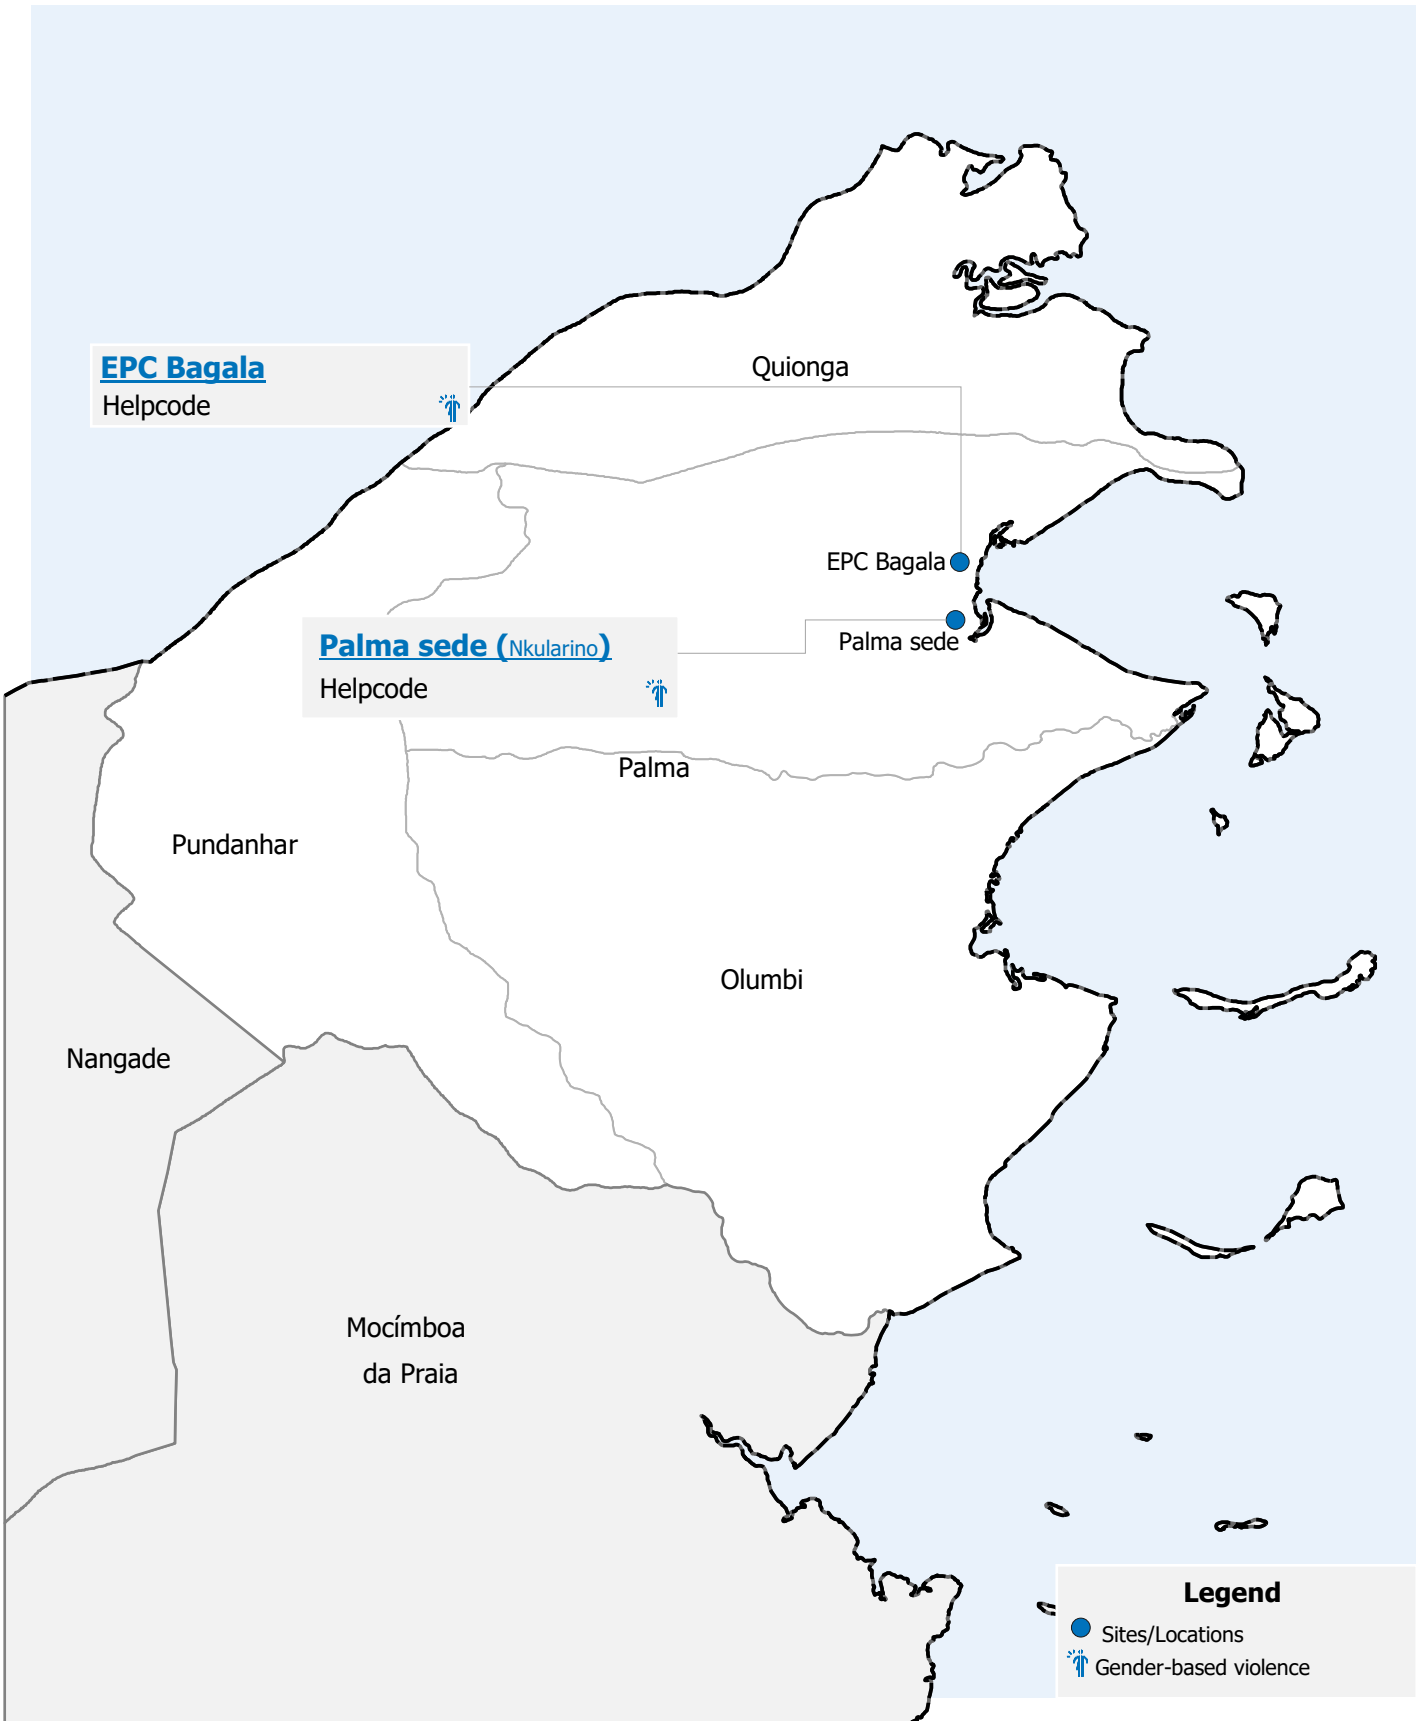 Quionga
EPC Bagala
Helpcode
EPC Bagala
Palma sede
Palma sede (Nkularino)
Helpcode
Palma
Pundanhar
Olumbi
Nangade
Mocímboa
da Praia
Legend
Sites/Locations
Gender-based violence